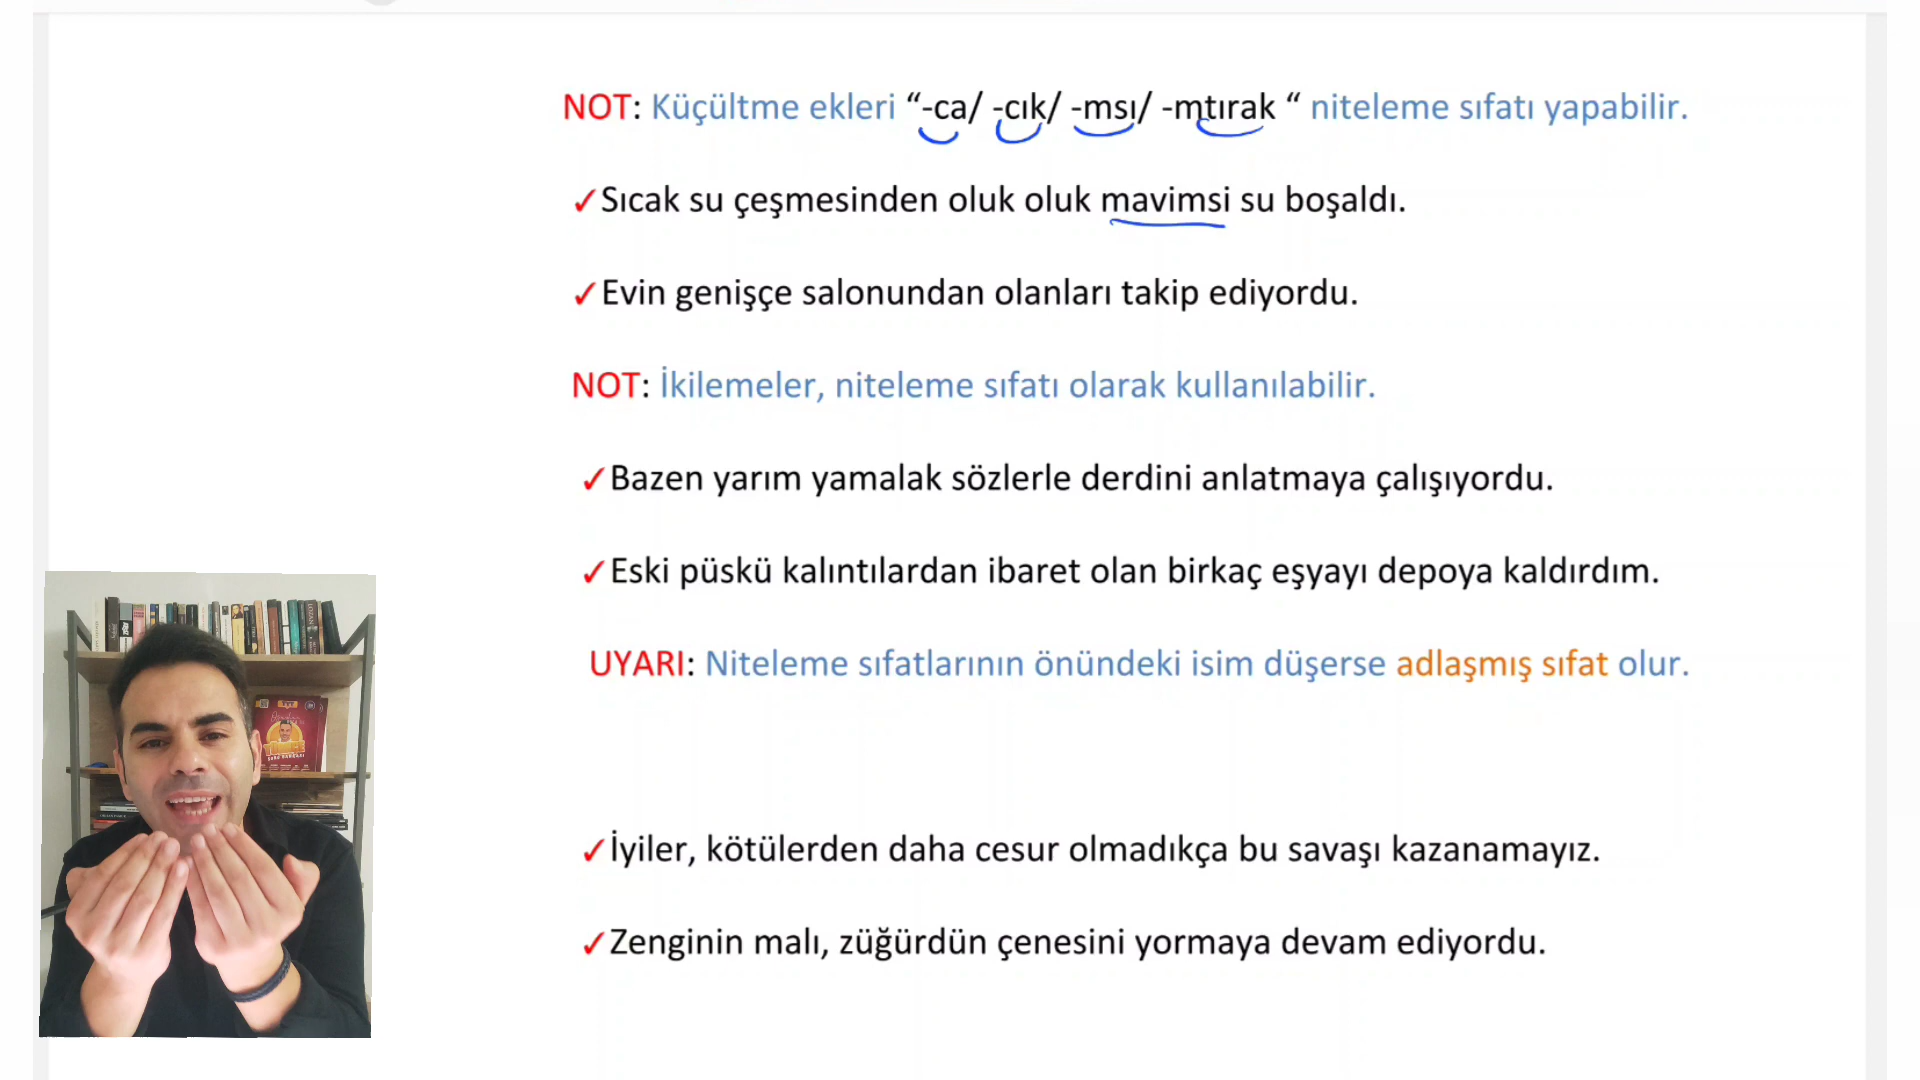 NOT: Küçültme ekleri “-ca/ -cık/ -msı/ -mtırak “ niteleme sıfatı yapabilir.
✓Sıcak su çeşmesinden oluk oluk mavimsi su boşaldı.
✓Evin genişçe salonundan olanları takip ediyordu.
NOT: İkilemeler, niteleme sıfatı olarak kullanılabilir.
✓Bazen yarım yamalak sözlerle derdini anlatmaya çalışıyordu.
✓Eski püskü kalıntılardan ibaret olan birkaç eşyayı depoya kaldırdım.
UYARI: Niteleme sıfatlarının önündeki isim düşerse adlaşmış sıfat olur.
✓İyiler, kötülerden daha cesur olmadıkça bu savaşı kazanamayız.
✓Zenginin malı, züğürdün çenesini yormaya devam ediyordu.